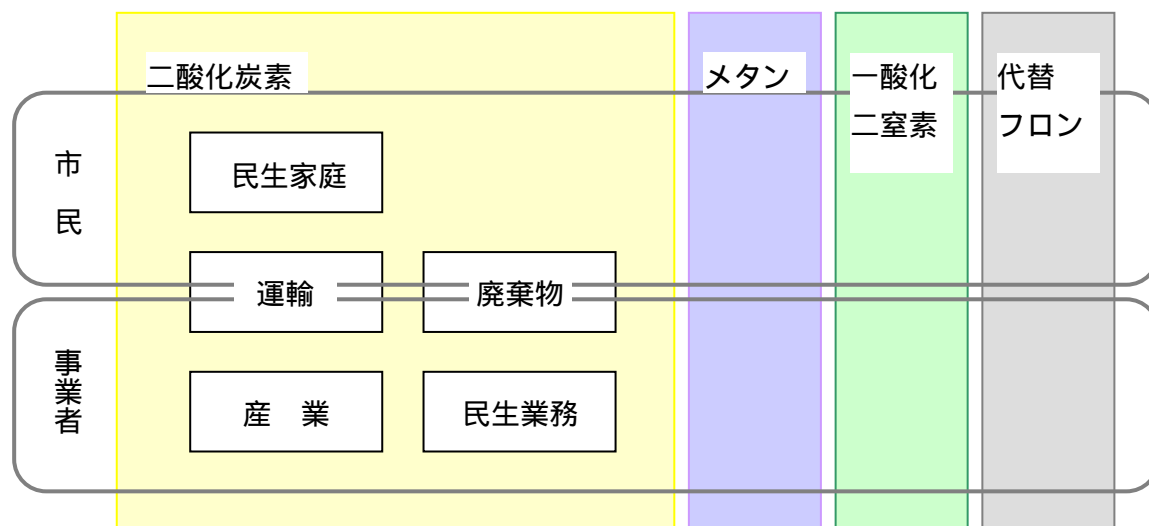 二酸化炭素
メタン
一酸化
二窒素
代替
フロン
市
民
民生家庭
運輸
廃棄物
事業者
産　業
民生業務